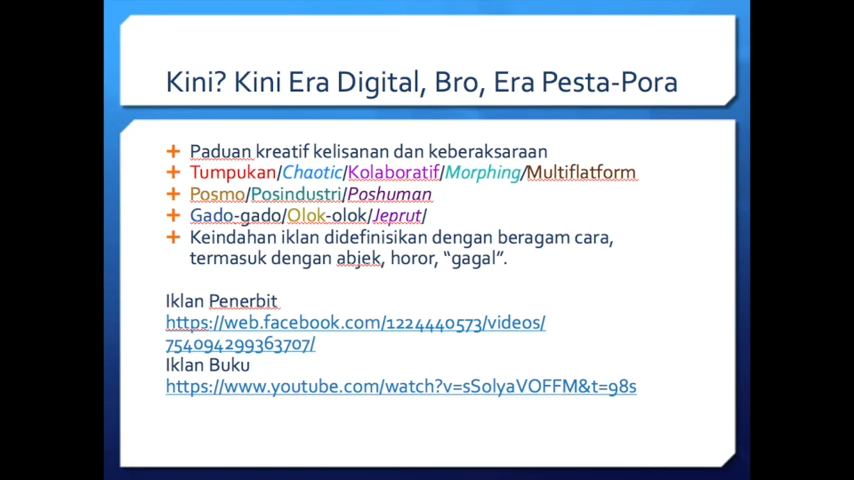 Kini? Kini Era Digital, Bro, Era Pesta-Pora
Paduan kreatif kelisanan dan keberaksaraan
Tumpukan/Chaotic/Kolaboratif/Morphing/Multiflatform
Posmo/Posindustri/Poshuman
Gado-gado/Olok-olok/Jeprut/
Keindahan iklan didefinisikan dengan beragam cara,
termasuk dengan abjek, horor, “gagal”.
Iklan Penerbit
https://web.facebook.com/1224440573/videos/
754094299363707/
Iklan Buku
https://www.youtube.com/watch?v=sSolyaVOFFM&t=98s